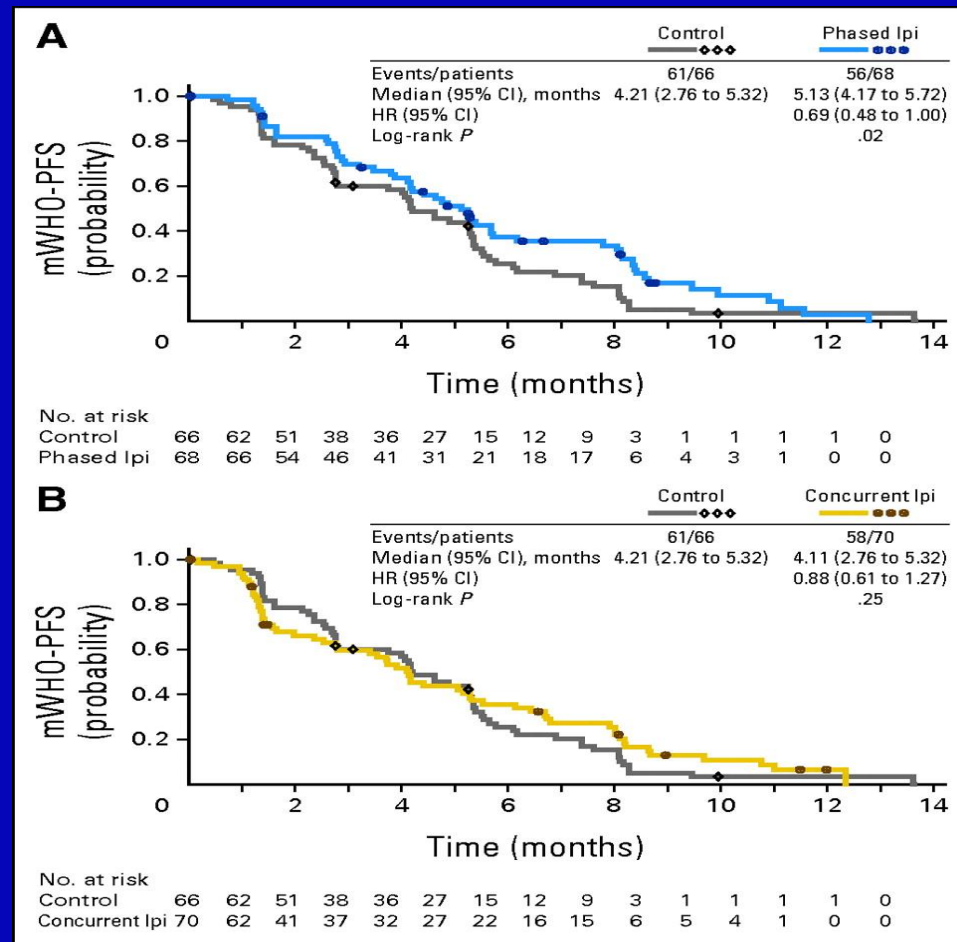 A
Control Phased Ipi
Events/patients 61/66 56/68
Median (95% CI), months 4.21 (2.76 to 5.32) 5.13 (4.17 to 5.72)
HR (95% CI) 0.69 (0.48 to 1.00)
Log-rank P .02
mWHO-PFS
(probability)
1.0
0.8
0.6
0.4
0.2
0 2 4 6 8 10 12 14
Time (months)
No. at risk
Control 66 62 51 38 36 27 15 12 9 3 1 1 1 1 0
Phased Ipi 68 66 54 46 41 31 21 18 17 6 4 3 1 0 0
B
Control Concurrent Ipi
Events/patients 61/66 58/70
Median (95% CI), months 4.21 (2.76 to 5.32) 4.11 (2.76 to 5.32)
HR (95% CI) 0.88 (0.61 to 1.27)
Log-rank P .25
mWHO-PFS
(probability)
1.0
0.8
0.6
0.4
0.2
0 2 4 6 8 10 12 14
Time (months)
No. at risk
Control 66 62 51 38 36 27 15 12 9 3 1 1 1 1 0
Concurrent Ipi 70 62 41 37 32 27 22 16 15 6 5 4 1 0 0